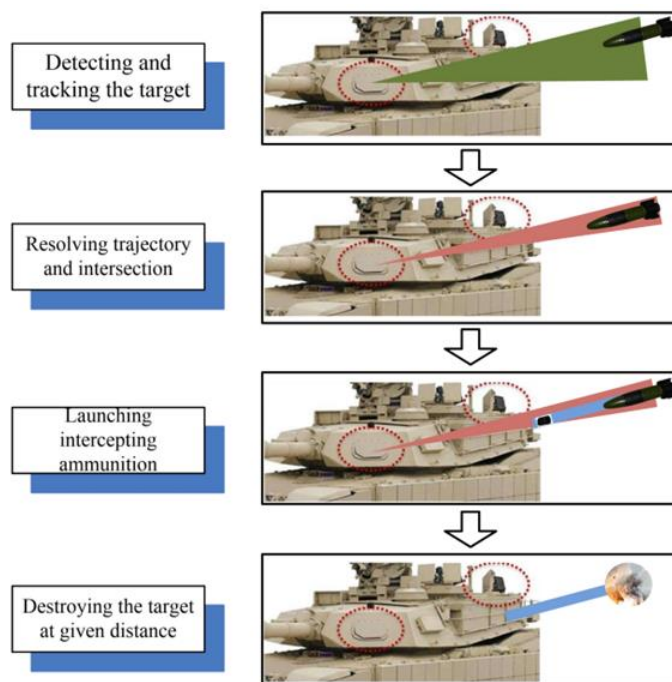 Detecting and
tracking the target
Resolving trajectory
and intersection
Launching
intercepting
ammunition
Destroying the target
at given distance